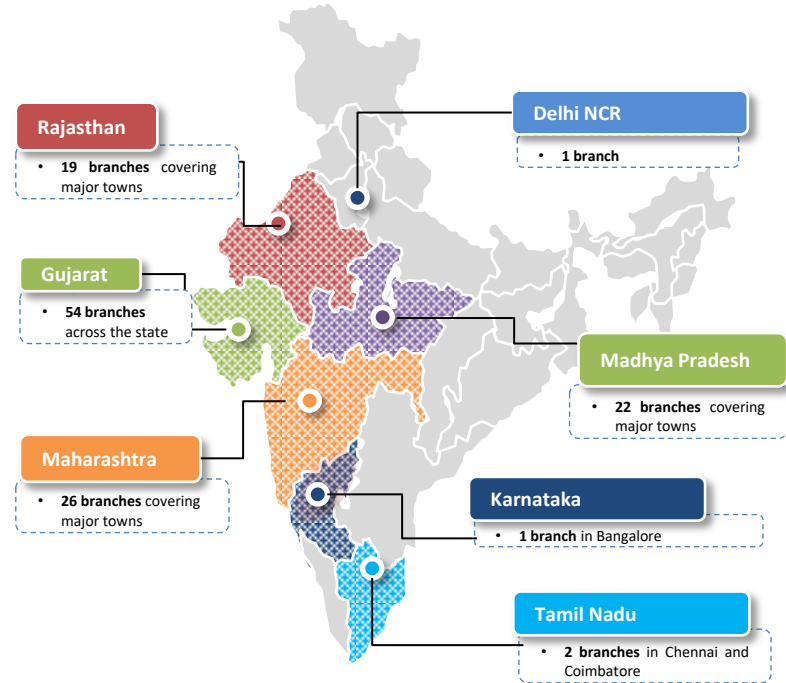 Rajasthan
• 19 branches covering
major towns
Delhi NCR
• 1 branch
Gujarat
• 54 branches
across the state
Madhya Pradesh
• 22 branches covering
major towns
Maharashtra
• 26 branches covering
major towns
Karnataka
• 1 branch in Bangalore
Tamil Nadu
• 2 branches in Chennai and
Coimbatore